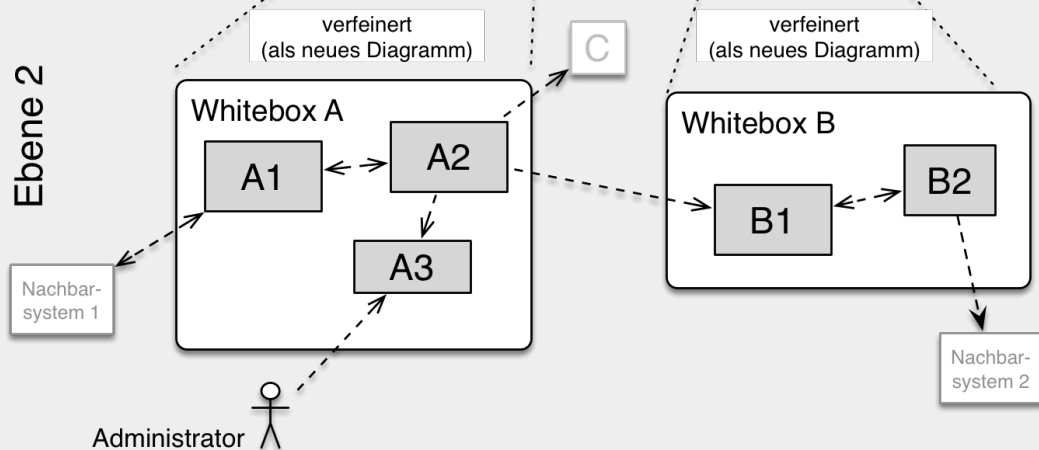 verfeinert
(als neues Diagramm)
verfeinert
(als neues Diagramm)
C
Ebene 2
Whitebox A
A1
A2
A3
Whitebox B
B1
B2
Nachbar-
system 1
Nachbar-
system 2
Administrator